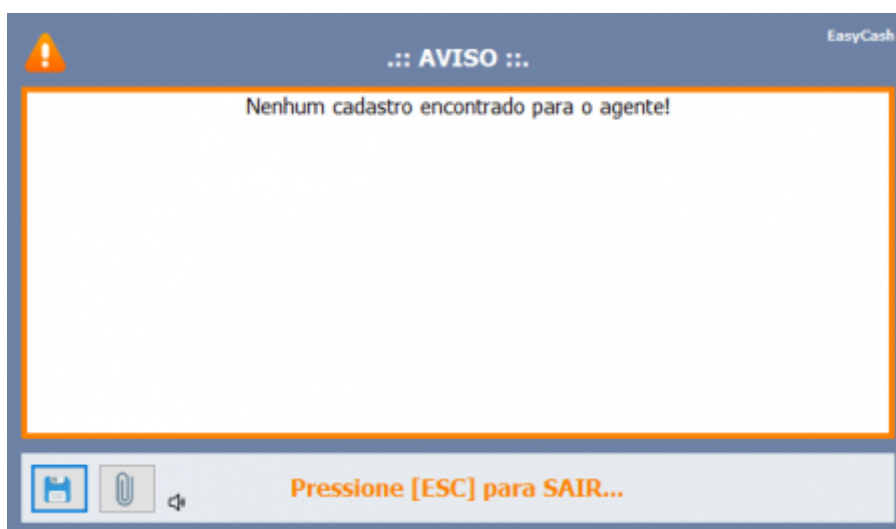 EasyCash
.:: AVISO ::.
Nenhum cadastro encontrado para o agente!
Pressione [ESC] para SAIR...